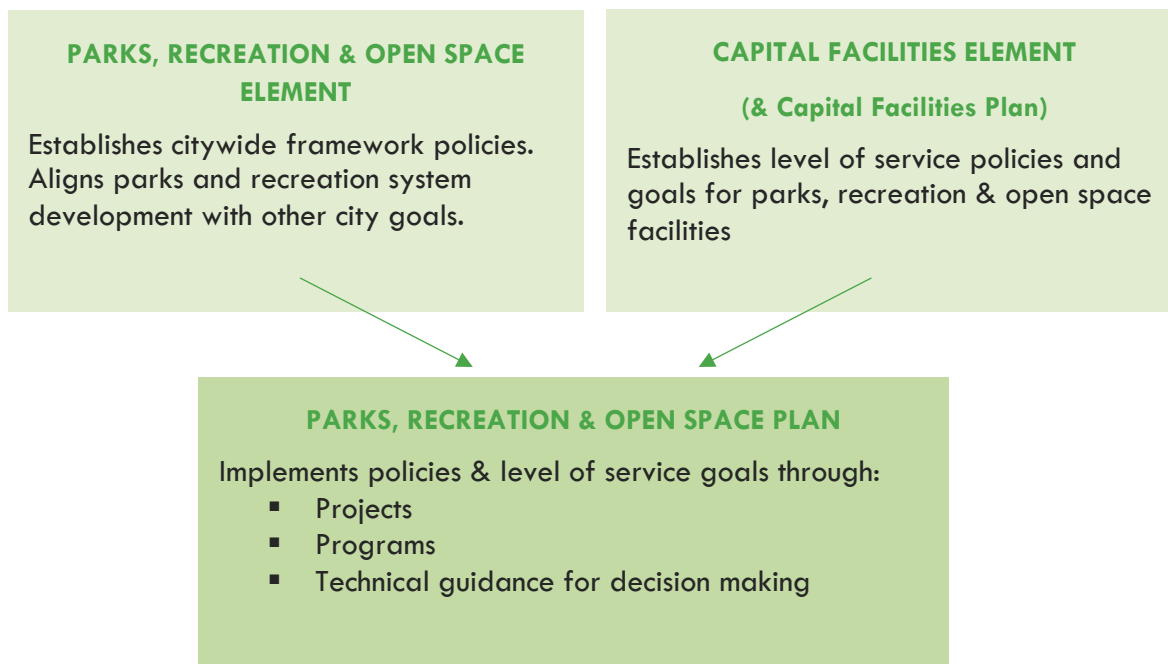 PARKS, RECREATION & OPEN SPACE
ELEMENT
Establishes citywide framework policies.
Aligns parks and recreation system
development with other city goals.
CAPITAL FACILITIES ELEMENT
(& Capital Facilities Plan)
Establishes level of service policies and
goals for parks, recreation & open space
facilities
PARKS, RECREATION & OPEN SPACE PLAN
Implements policies & level of service goals through:
▪ Projects
▪ Programs
▪ Technical guidance for decision making